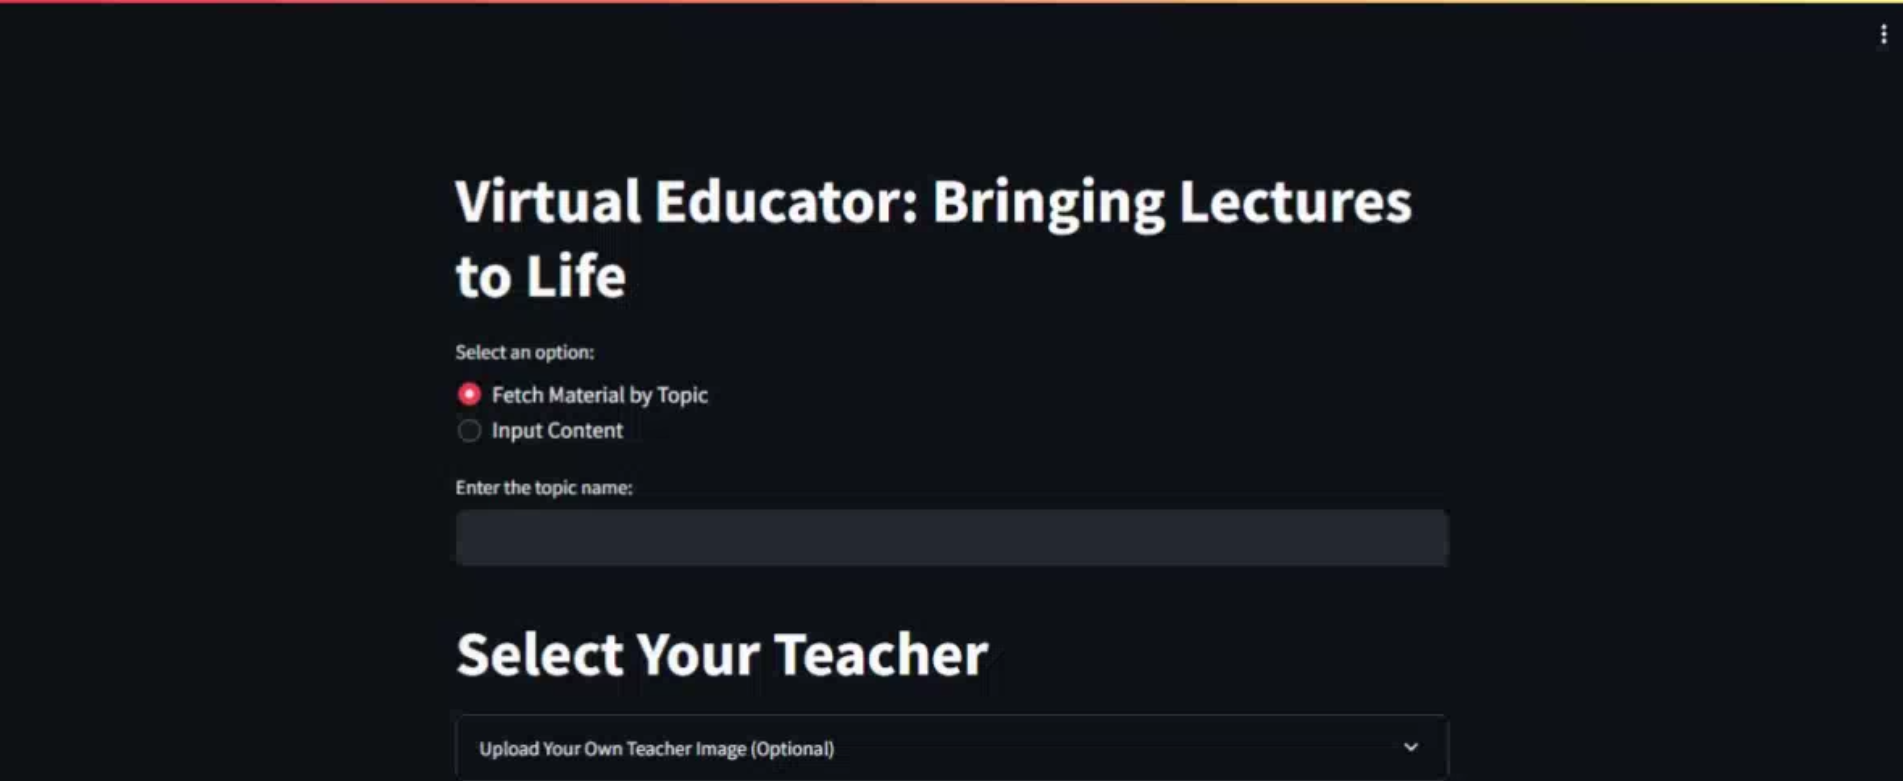 Virtual Educator: Bringing Lectures
to Life
Select an option:
Fetch Material by Topic
Input Content
Enter the topic name:
Select Your Teacher
Upload Your Own Teacher Image (Optional)